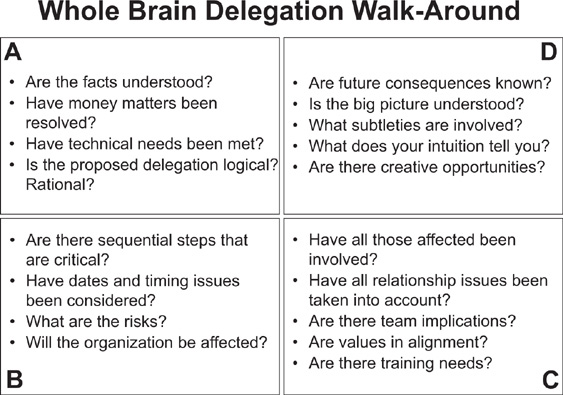 Whole Brain Delegation Walk-Around
A
• Are the facts understood?
• Have money matters been
resolved?
• Have technical needs been met?
• Is the proposed delegation logical?
Rational?
D
• Are future consequences known?
• Is the big picture understood?
• What subtleties are involved?
• What does your intuition tell you?
• Are there creative opportunities?
• Are there sequential steps that
are critical?
• Have dates and timing issues
been considered?
• What are the risks?
• Will the organization be affected?
B
• Have all those affected been
involved?
• Have all relationship issues been
taken into account?
• Are there team implications?
• Are values in alignment?
• Are there training needs?
C